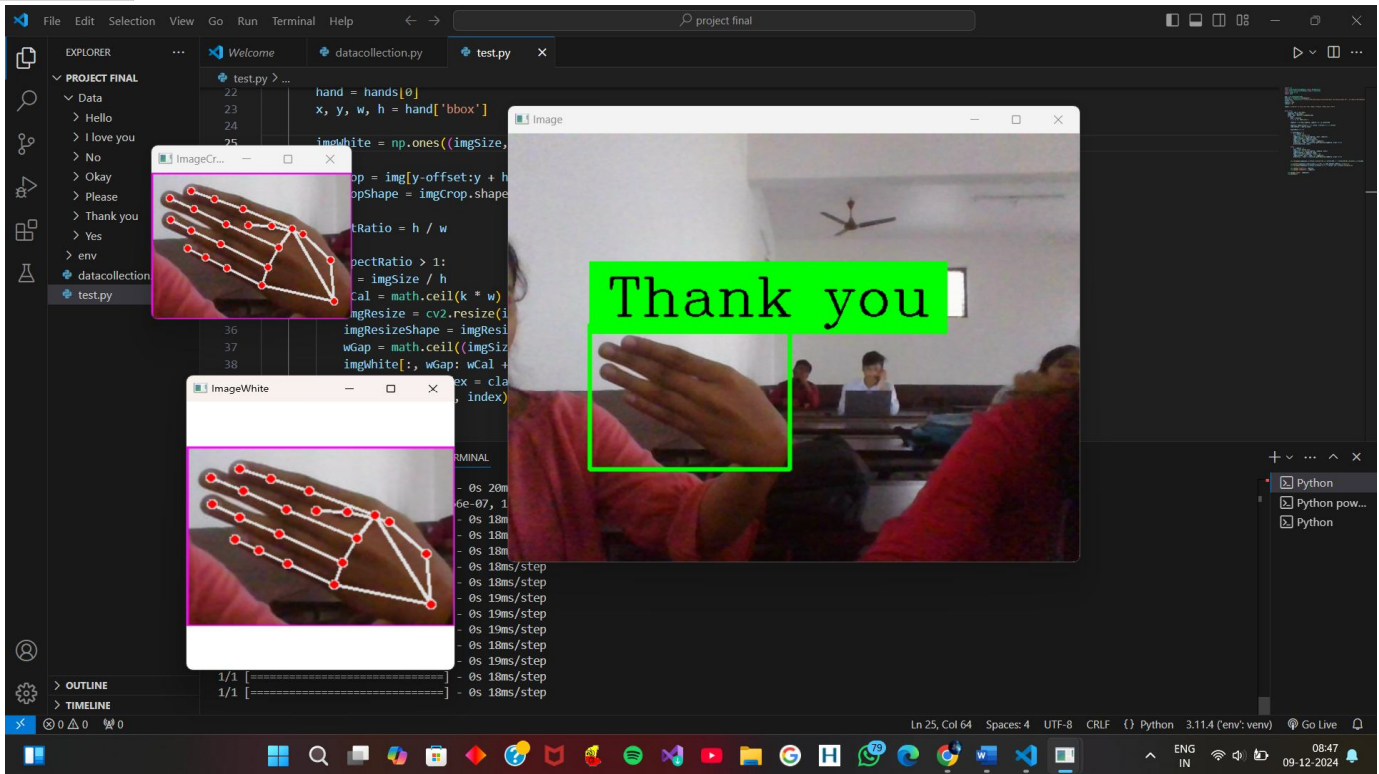 File Edit Selection View Go Run Terminal Help
project final
EXPLORER
Welcome
datacollection.py
test.py
PROJECT FINAL
test.py > ...
Data
Hello
I love you
No
Okay
Please
Thank you
Yes
env
datacollection
test.py
22 hand = hands[0]
23 x, y, w, h = hand['bbox']
24
25 imgWhite = np.ones((imgSize,
op = img[y-offset:y + h
opShape = imgCrop.shape
tRatio = h / w
pectRatio > 1:
= imgSize / h
Cal = math.ceil(k * w)
mgResize = cv2.resize(i
36 imgResizeShape = imgResi
37 wGap = math.ceil((imgSiz
38 imgWhite[:, wGap: wCal +
ex = cla
, index)
ImageCr...
ImageWhite
Image
Thank you
RMINAL
Python
Python pow...
Python
- 0s 20m
6e-07, 1
- 0s 18m
- 0s 18m
- 0s 18m
- 0s 18ms/step
- 0s 18ms/step
- 0s 19ms/step
- 0s 19ms/step
- 0s 19ms/step
- 0s 18ms/step
- 0s 19ms/step
1/1 [==============================] - 0s 18ms/step
1/1 [==============================] - 0s 18ms/step
OUTLINE
TIMELINE
0 0 0
Ln 25, Col 64 Spaces: 4 UTF-8 CRLF {} Python 3.11.4 ('env': venv) Go Live
79
ENG
IN
08:47
09-12-2024